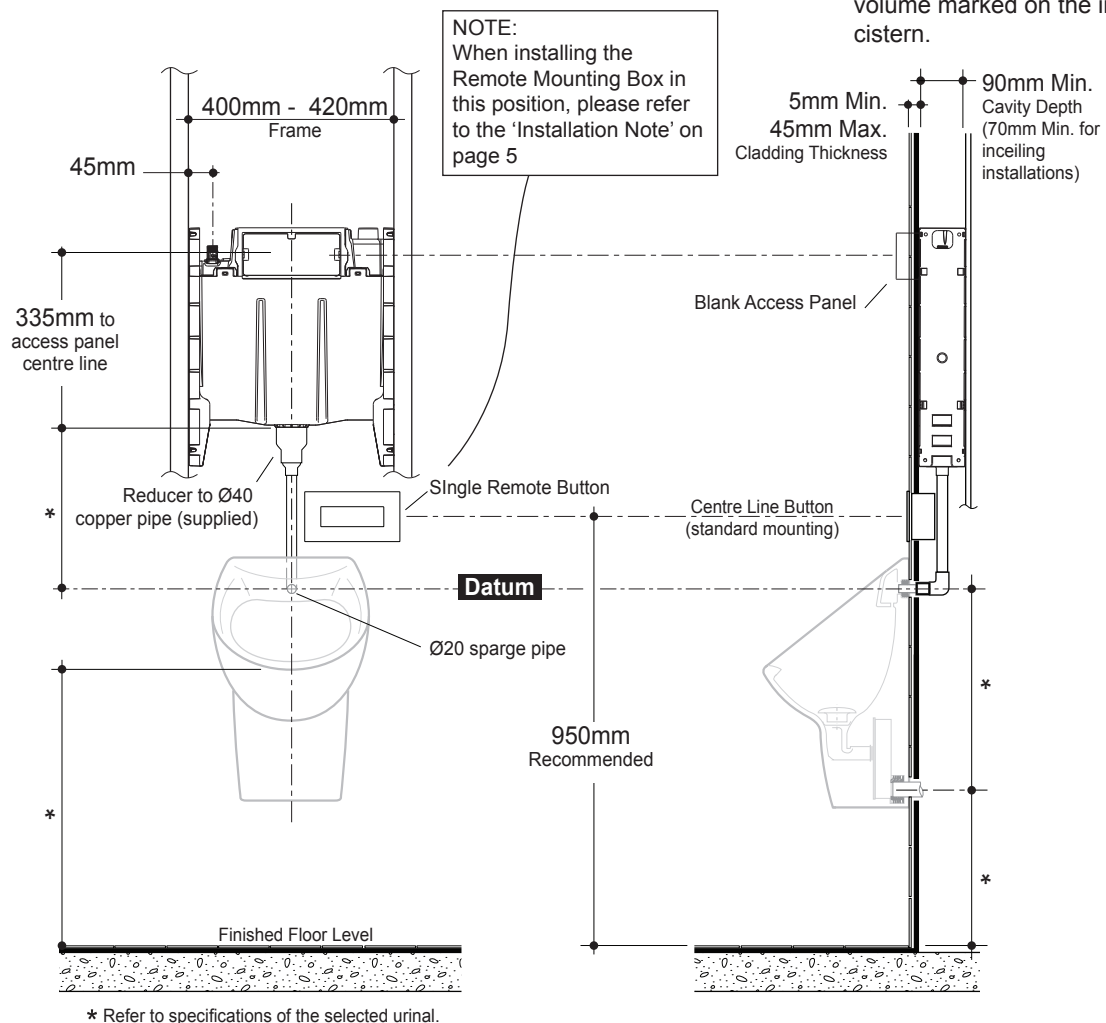 volume marked on the i
cistern.
NOTE:
When installing the
Remote Mounting Box in
this position, please refer
to the ‘Installation Note’ on
page 5
400mm - 420mm
Frame
45mm
5mm Min.
45mm Max.
Cladding Thickness
90mm Min.
Cavity Depth
(70mm Min. for
inceiling
installations)
Blank Access Panel
335mm to
access panel
centre line
Reducer to Ø40
copper pipe (supplied)
SIngle Remote Button
Centre Line Button
(standard mounting)
*
Datum
Ø20 sparge pipe
*
950mm
Recommended
*
*
Finished Floor Level
* Refer to specifications of the selected urinal.